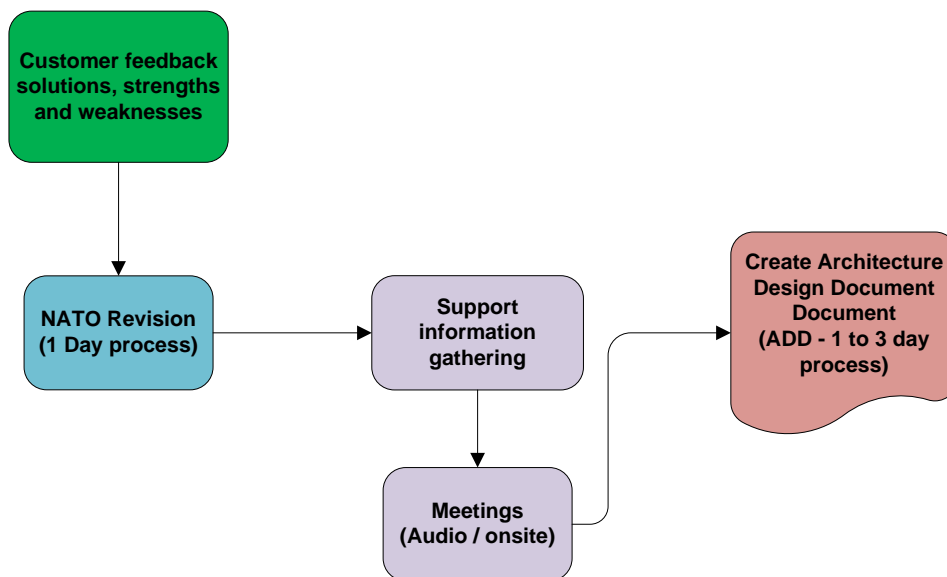 Customer feedback
solutions, strengths
and weaknesses
NATO Revision
(1 Day process)
Support
information
gathering
Meetings
(Audio / onsite)
Create Architecture
Design Document
Document
(ADD - 1 to 3 day
process)